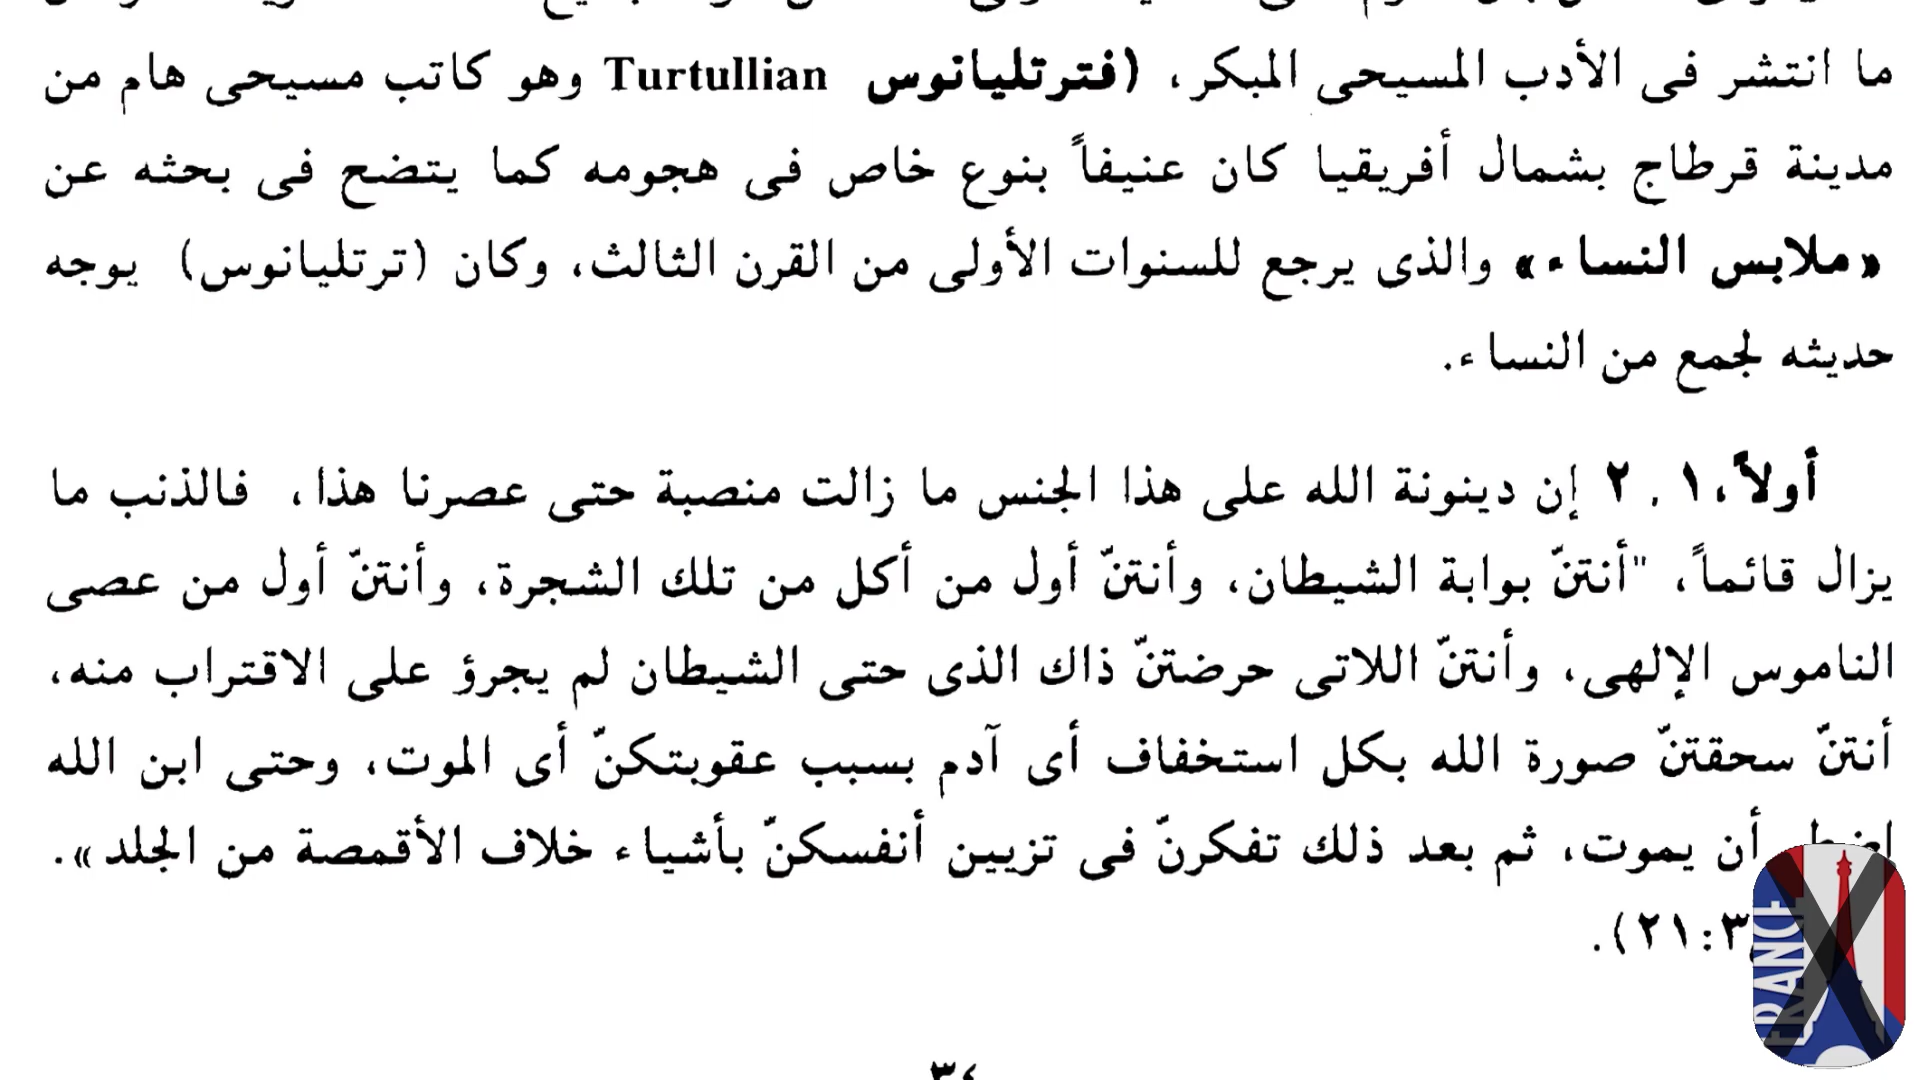 ما انتشر فى الأدب المسيحى المبكر، (فترتليانوس Turtullian وهو كاتب مسيحى هام من
مدينة قرطاج بشمال أفريقيا كان عنيفاً بنوع خاص فى هجومه كما يتضح فى بحثه عن
«ملابس النساء» والذى يرجع للسنوات الأولى من القرن الثالث، وكان (ترتليانوس) يوجه
حديثه لجمع من النساء.
أولاً، ١ . ٢ إن دينونة الله على هذا الجنس ما زالت منصبة حتى عصرنا هذا، فالذنب ما
يزال قائماً، "أنتنّ بوابة الشيطان، وأنتنّ أول من أكل من تلك الشجرة، وأنتنّ أول من عصى
الناموس الإلهى، وأنتنّ اللاتى حرضتنّ ذاك الذى حتى الشيطان لم يجرؤ على الاقتراب منه،
أنتنّ سحقتنّ صورة الله بكل استخفاف أى آدم بسبب عقوبتكنّ أى الموت، وحتى ابن الله
أن يموت، ثم بعد ذلك تفكرنّ فى تزيين أنفسكنّ بأشياء خلاف الأقمصة من الجلد».
٣:٢١).
FRANCE
٣٤